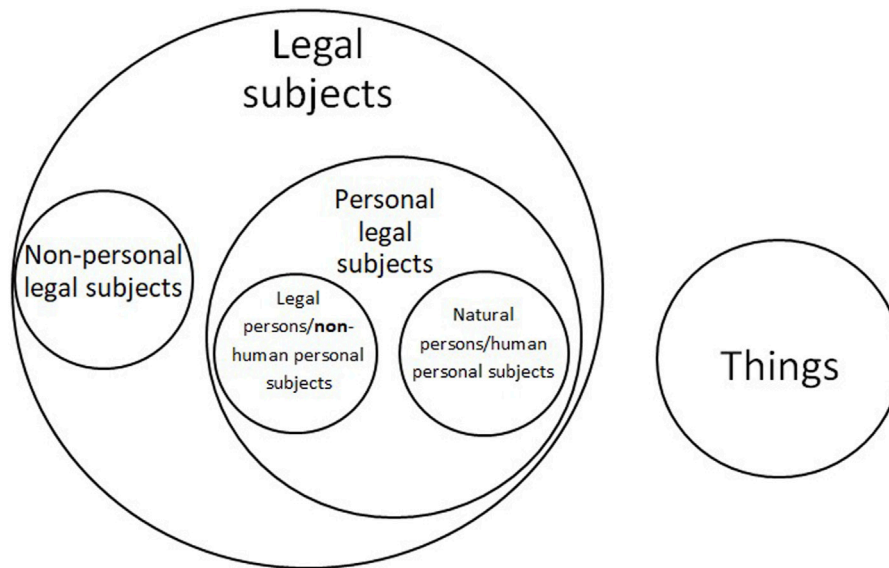 Legal
subjects
Non-personal
legal subjects
Personal
legal
subjects
Legal
persons/non-
human personal
subjects
Natural
persons/human
personal subjects
Things